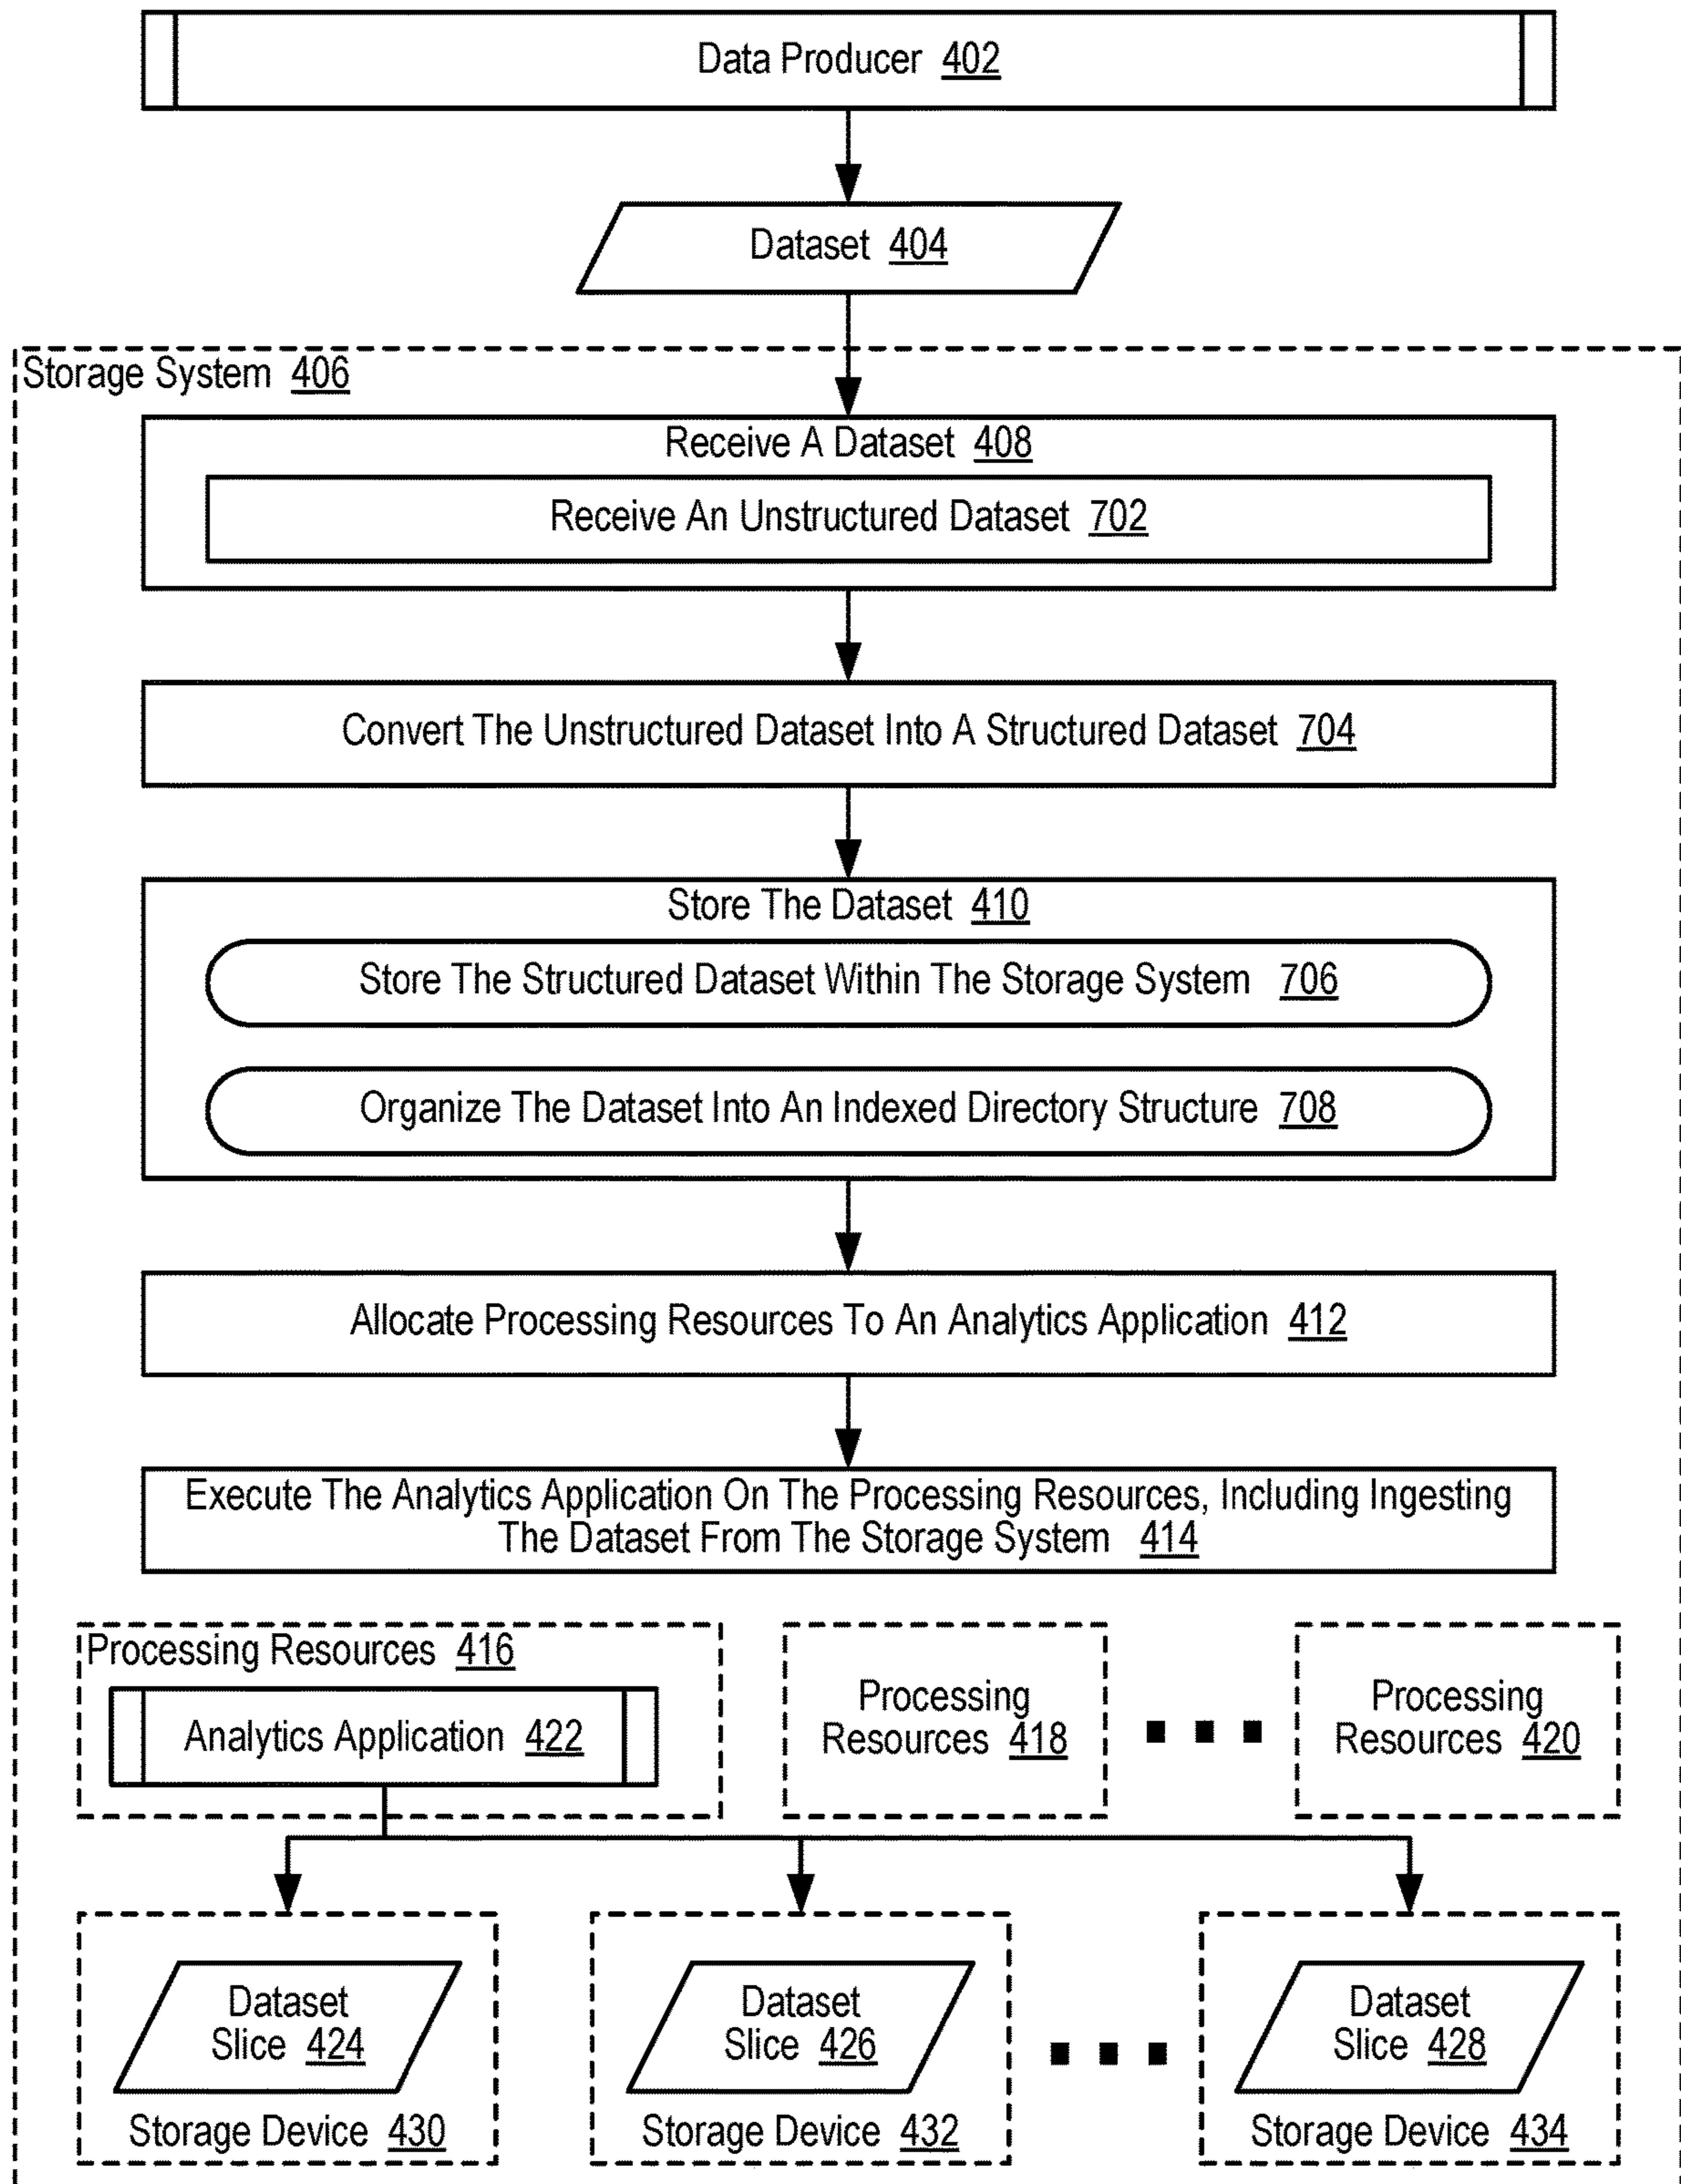 Data Producer 402
Dataset 404
Storage System 406
Receive A Dataset 408
Receive An Unstructured Dataset 702
Convert The Unstructured Dataset Into A Structured Dataset 704
Store The Dataset 410
Store The Structured Dataset Within The Storage System 706
Organize The Dataset Into An Indexed Directory Structure 708
Allocate Processing Resources To An Analytics Application 412
Execute The Analytics Application On The Processing Resources, Including Ingesting
The Dataset From The Storage System 414
Processing Resources 416
Analytics Application 422
Processing
Resources 418
Processing
Resources 420
Dataset
Slice 424
Storage Device 430
Dataset
Slice 426
Storage Device 432
Dataset
Slice 428
Storage Device 434